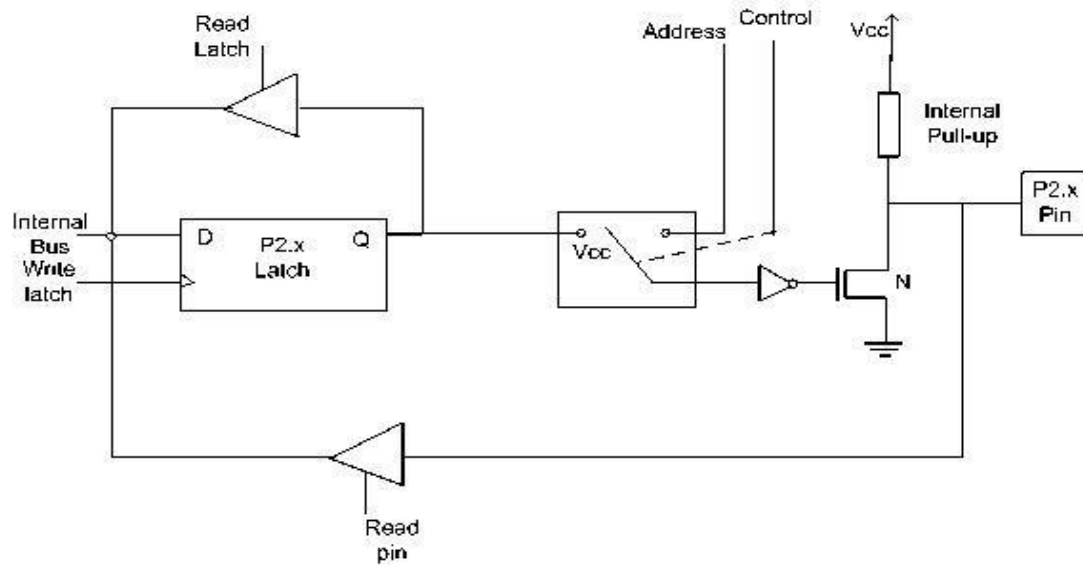 Read
Latch
Address
Control
Vcc
Internal
Pull-up
P2.x
Pin
Internal
Bus
Write
latch
D
P2.x
Latch
Q
Vcc
N
Read
pin